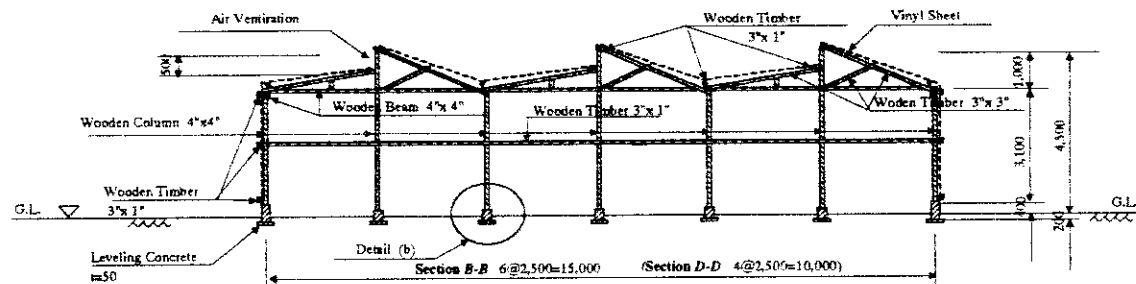 Air Ventiration
Wooden Timber
3"x 1"
Vinyl Sheet
500
1,000
Wooden Beam 4"x 4"
Woden Timber 3"x 3"
Wooden Column 4"x4"
Wooden Timber 3"x 1"
3,100
4,500
Wooden Timber
3"x 1"
G.L.
G.L.
400
200
Leveling Concrete
t=50
Detail (b)
Section B-B 6@2,500=15,000 (Section D-D 4@2,500=10,000)